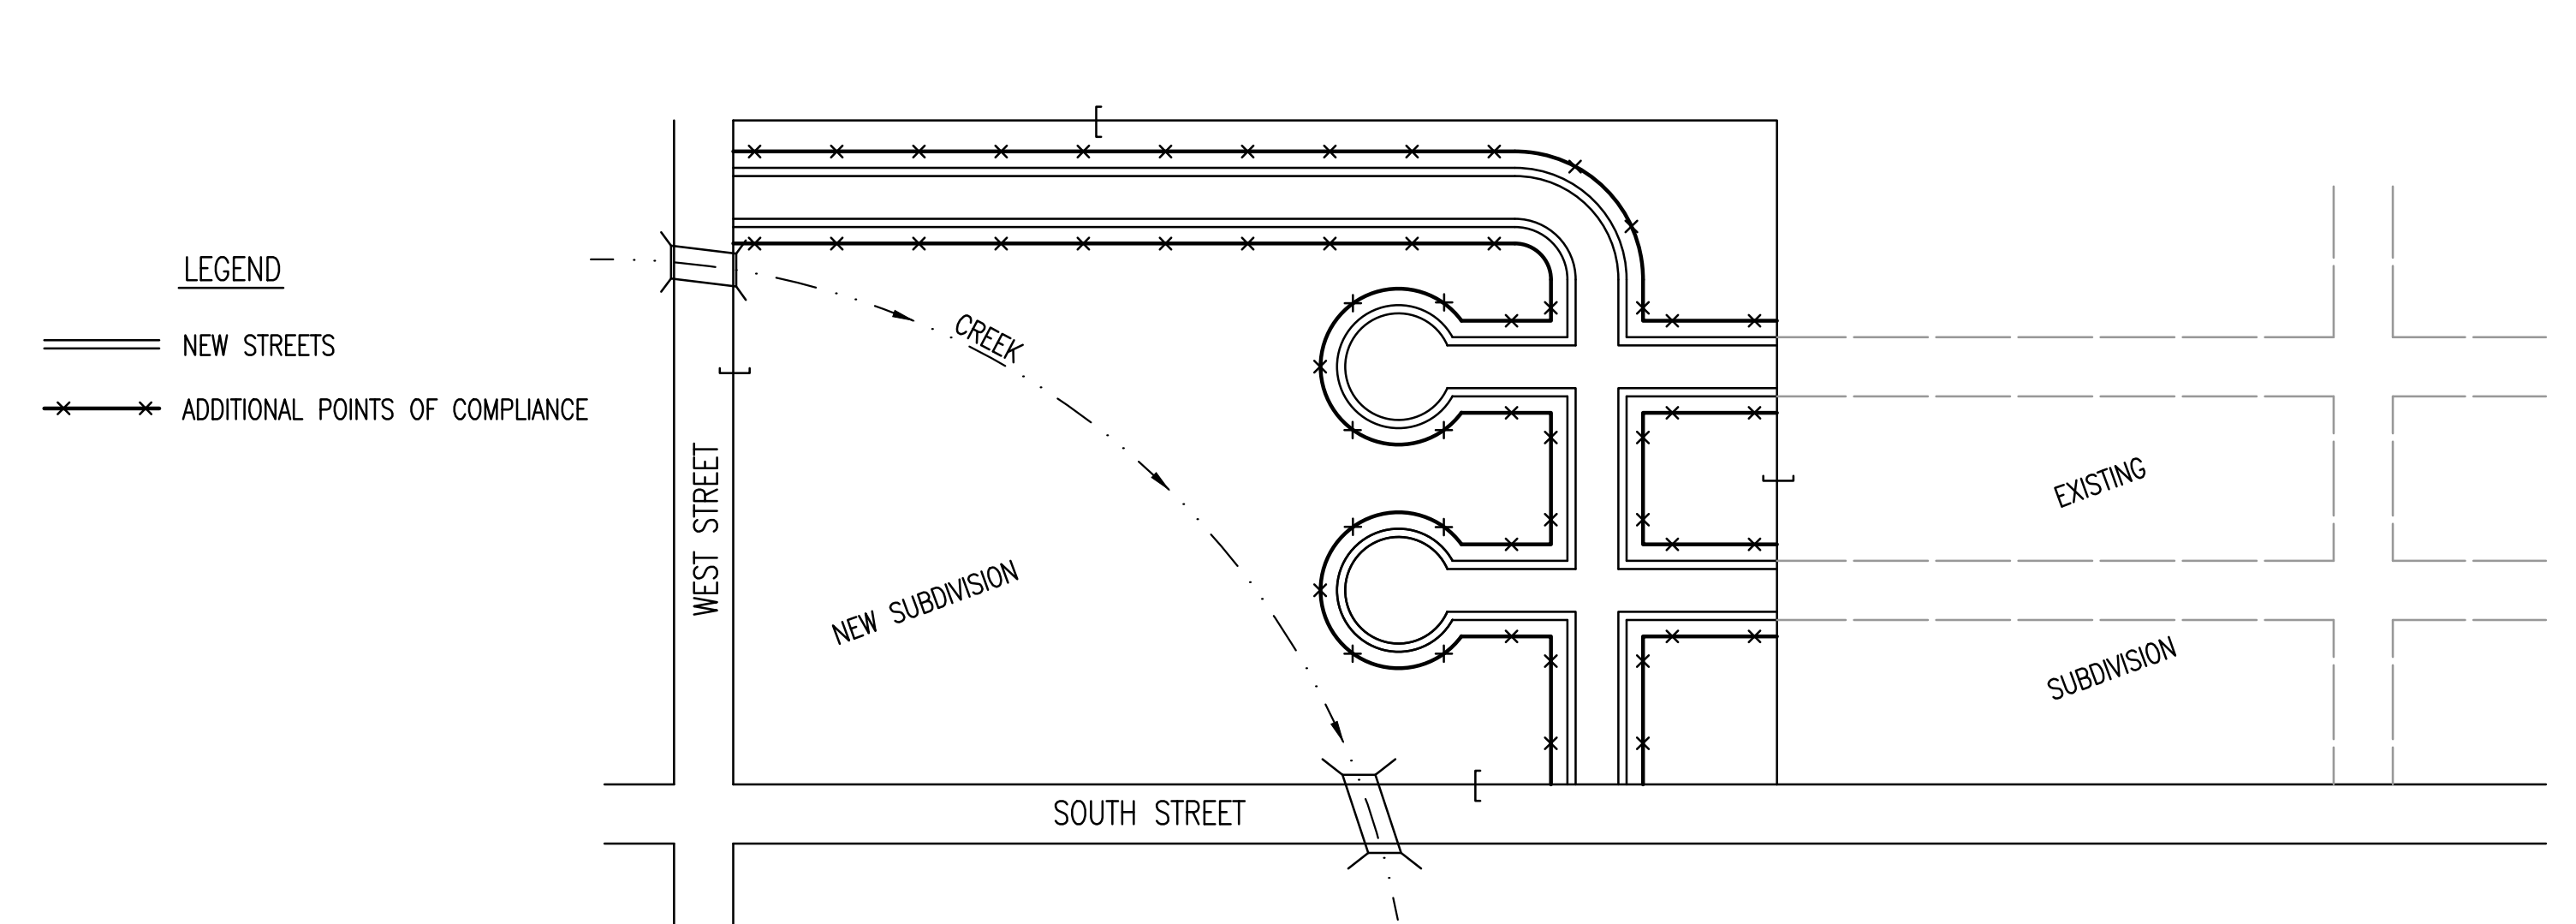 LEGEND
NEW STREETS
ADDITIONAL POINTS OF COMPLIANCE
WEST STREET
CREEK
NEW SUBDIVISION
SOUTH STREET
EXISTING
SUBDIVISION